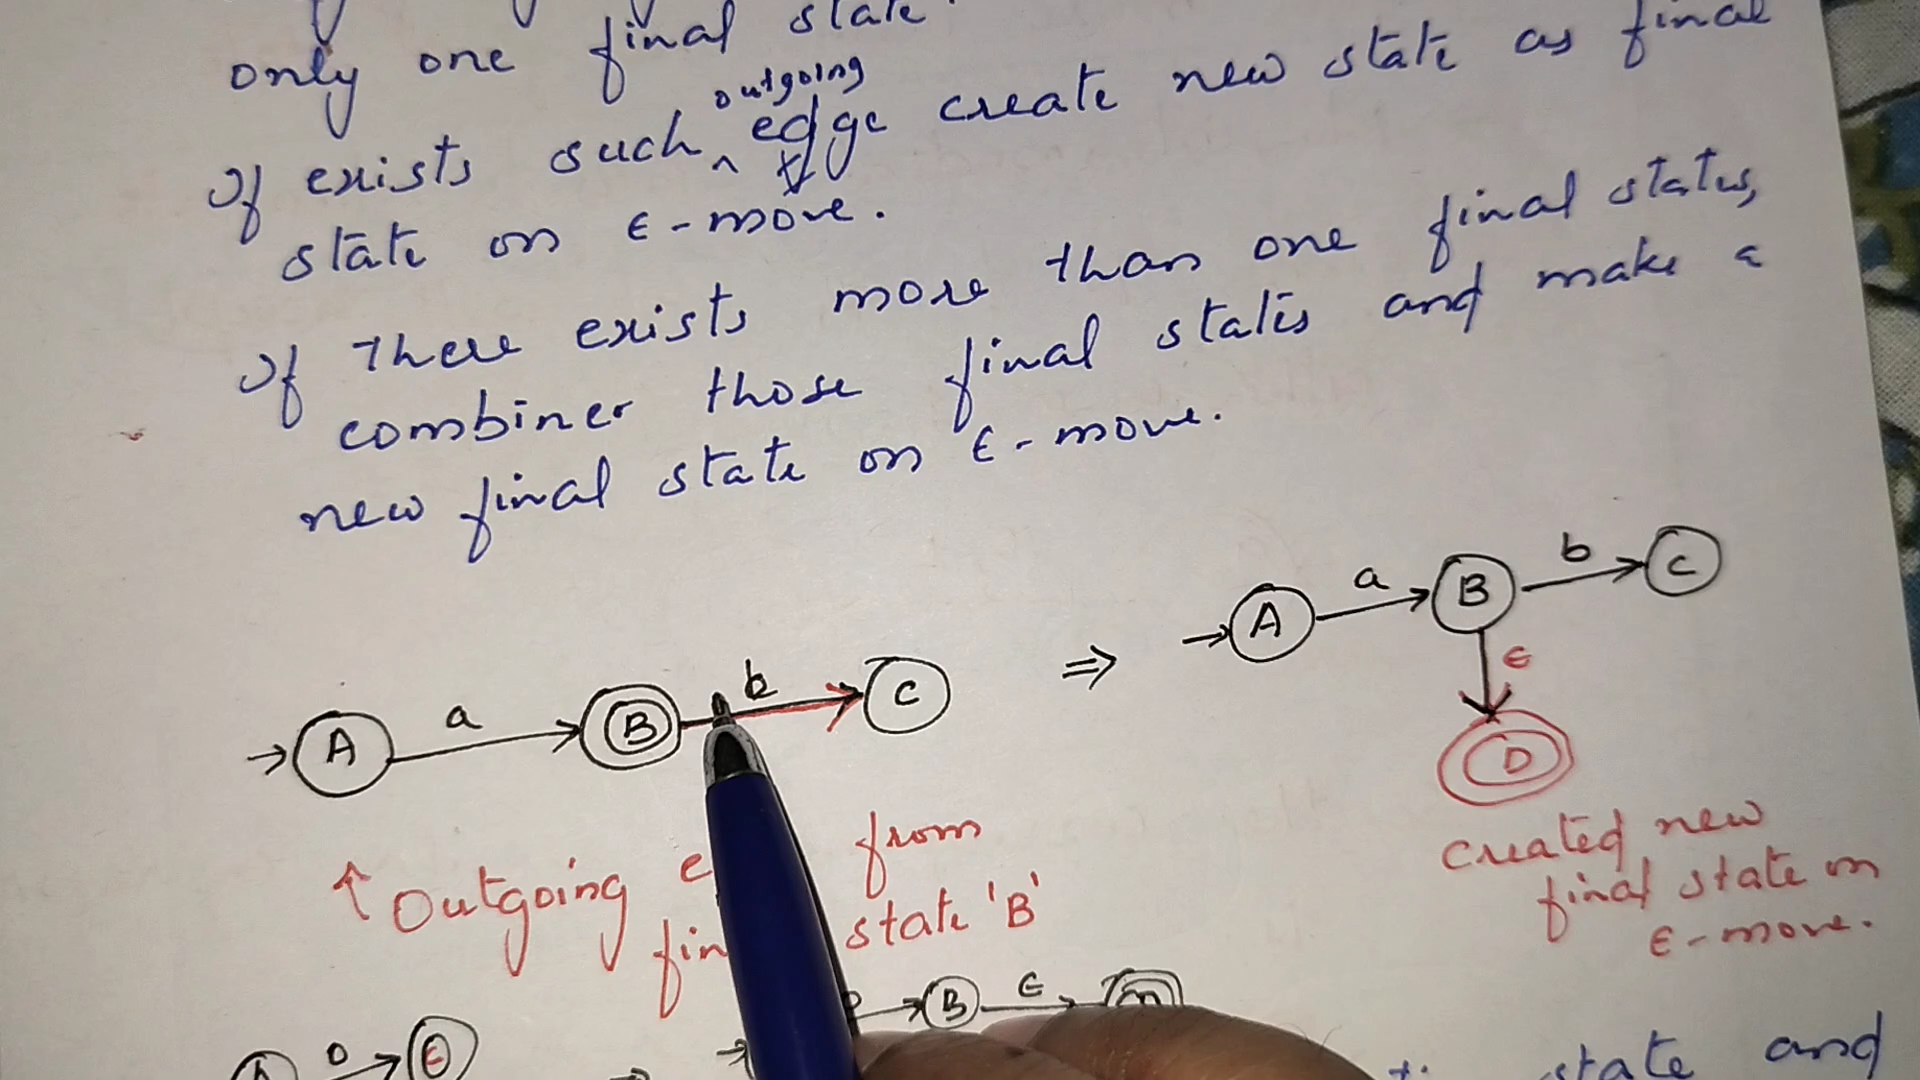 only one final state.
If exists such outgoing edge create new state as final
state on ε-move.
If there exists more than one final states,
combiner those final states and make a
new final state on ε-move.
→ A a B b C
⇒
→ A a B b C
ε
D
↑ Outgoing from
state 'B'
Created new
final state on
ε-move.
B ε
0 E
state and